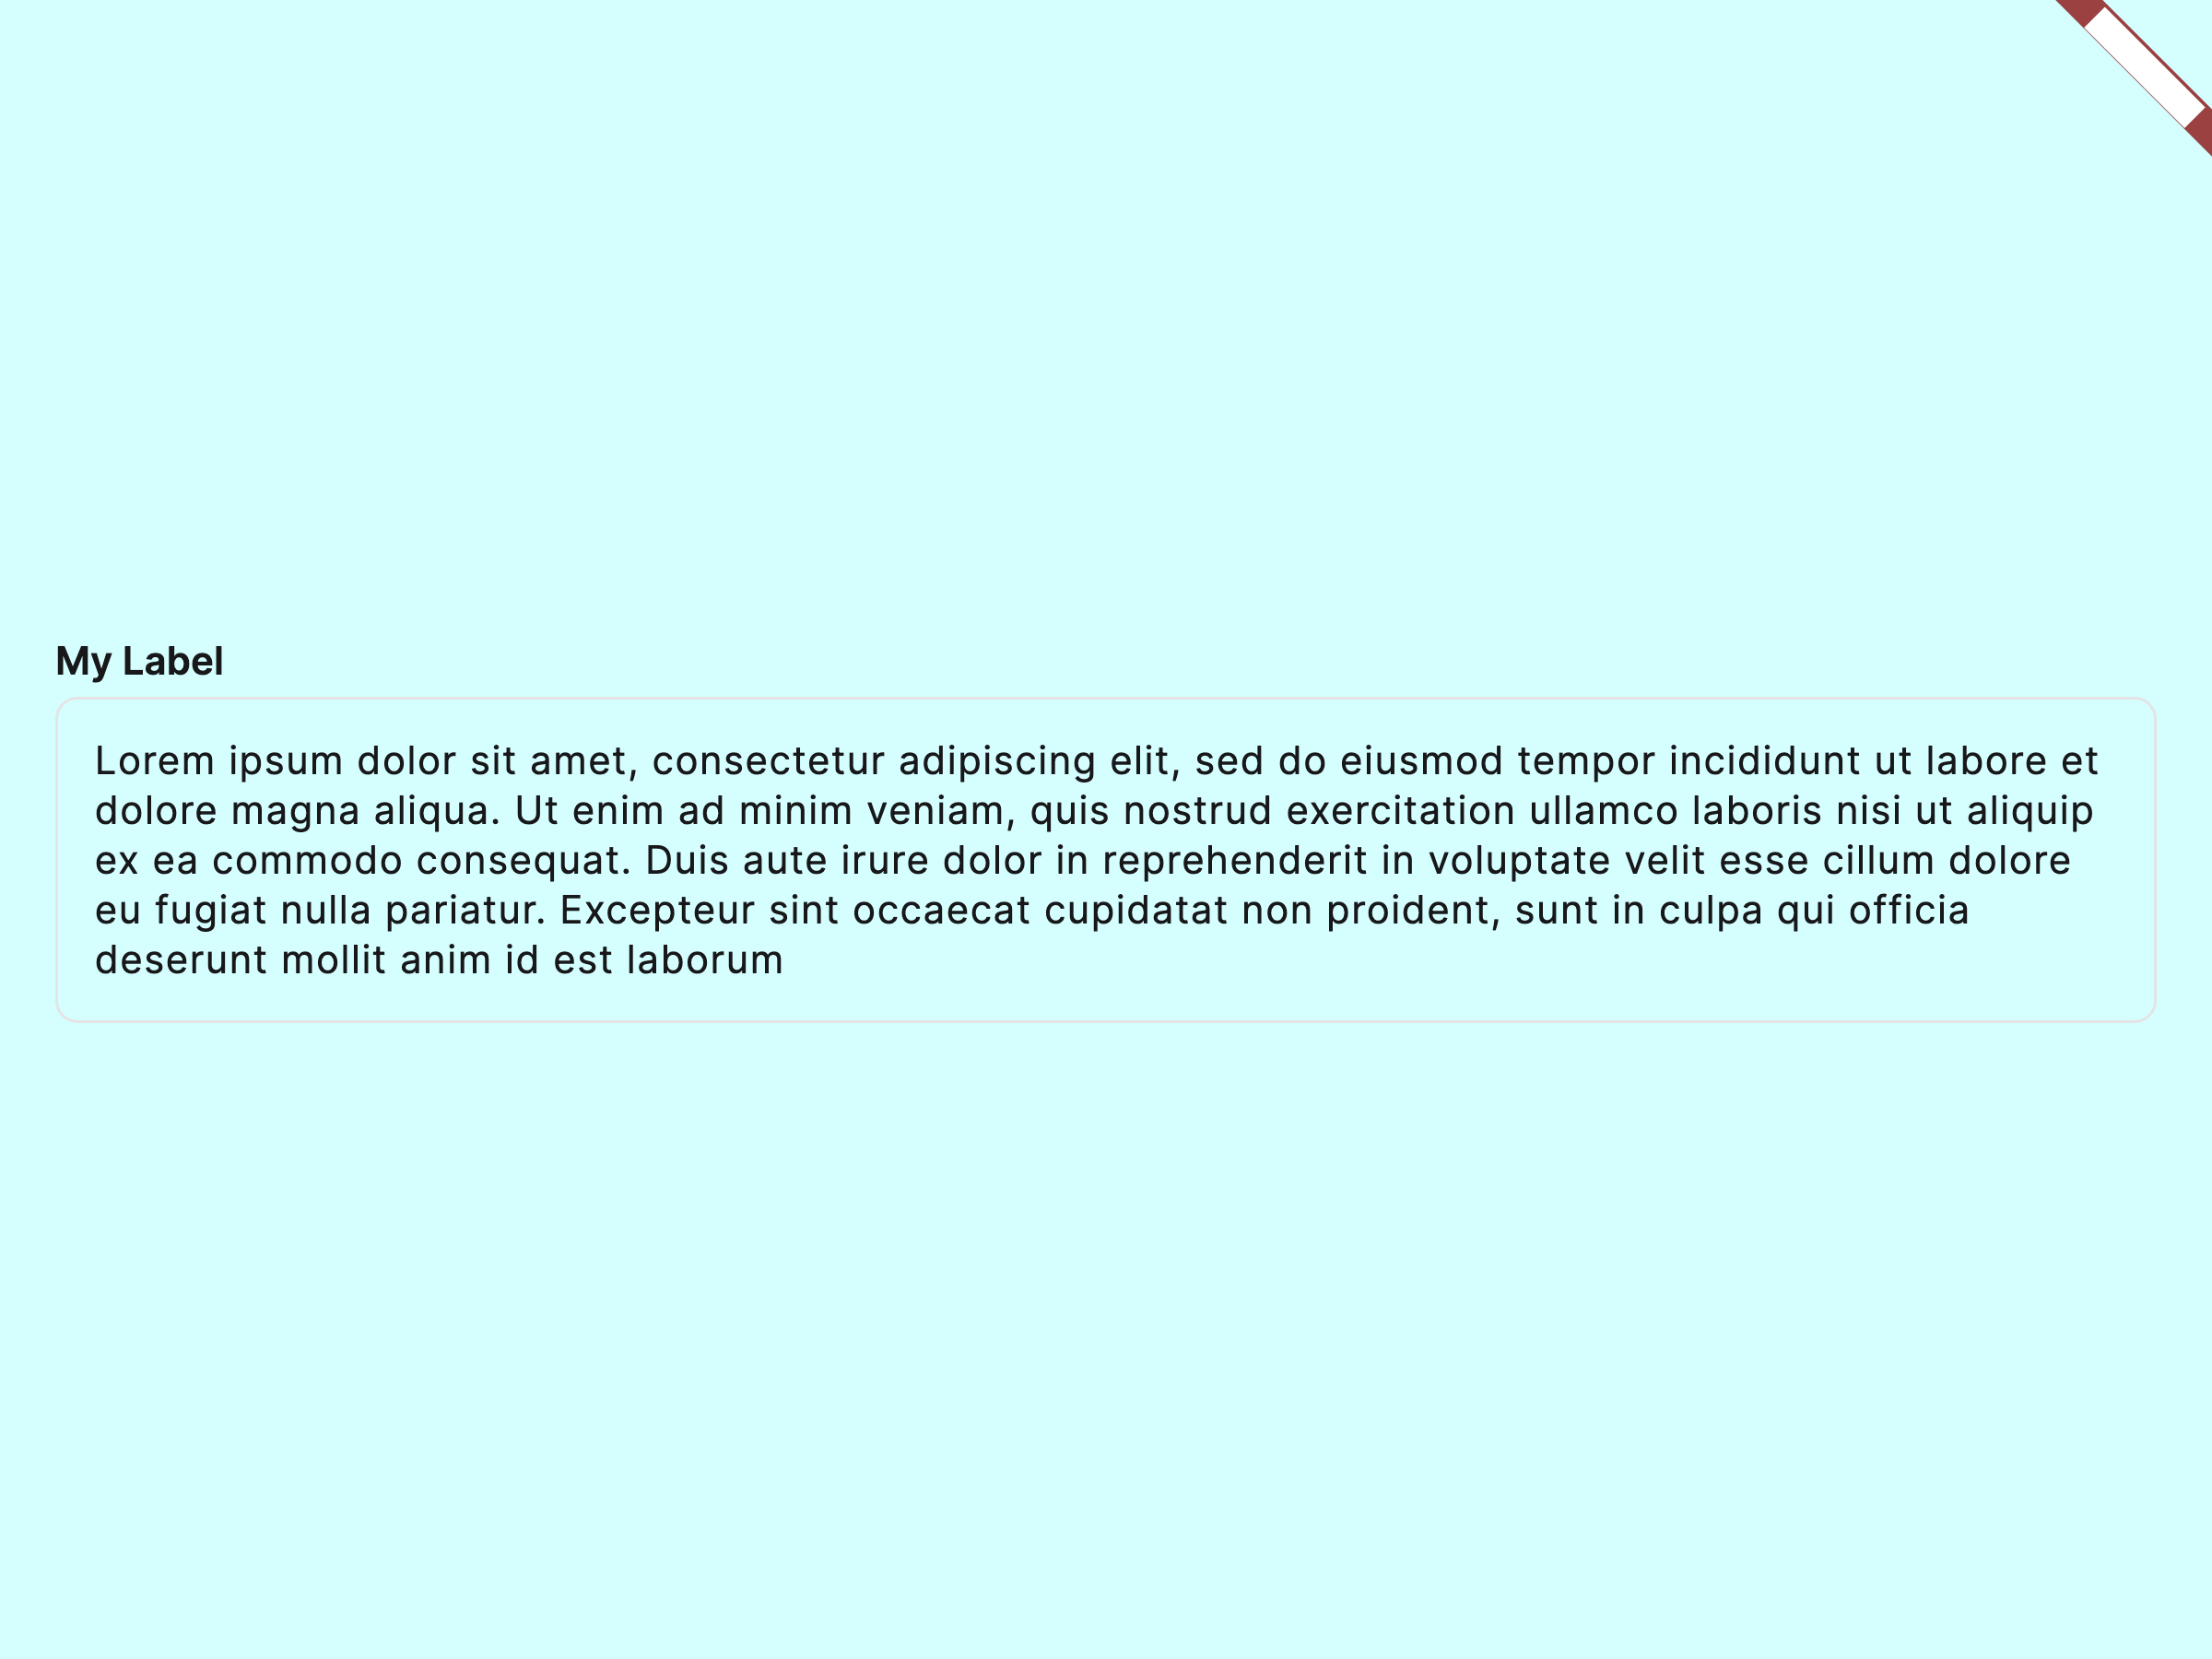 My Label
Lorem ipsum dolor sit amet, consectetur adipiscing elit, sed do eiusmod tempor incididunt ut labore et
dolore magna aliqua. Ut enim ad minim veniam, quis nostrud exercitation ullamco laboris nisi ut aliquip
ex ea commodo consequat. Duis aute irure dolor in reprehenderit in voluptate velit esse cillum dolore
eu fugiat nulla pariatur. Excepteur sint occaecat cupidatat non proident, sunt in culpa qui officia
deserunt mollit anim id est laborum